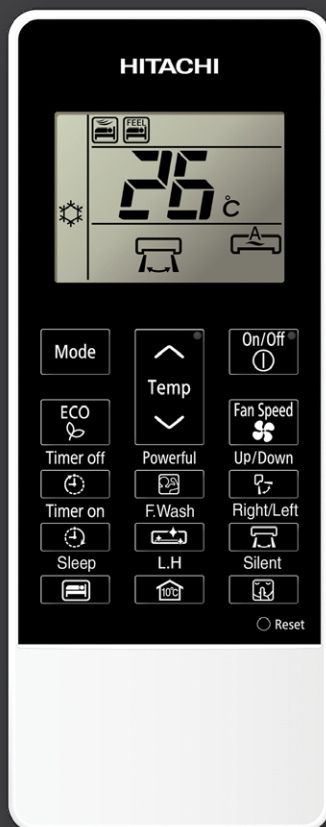 HITACHI
FEEL
26°C
A
Mode
On/Off
Temp
ECO
Fan Speed
Timer off Powerful Up/Down
Timer on F.Wash Right/Left
Sleep L.H Silent
10°C
Reset